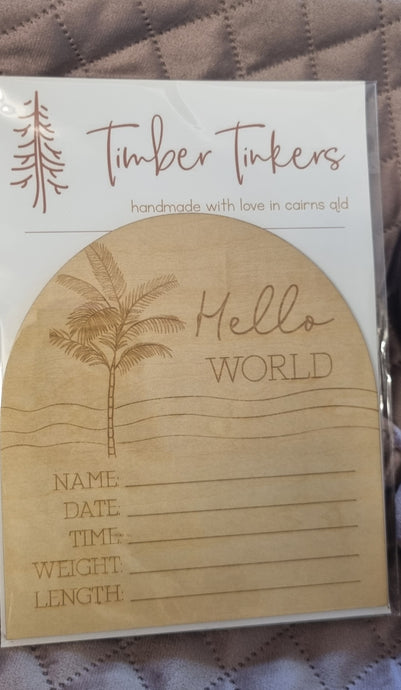 Timber Tinkers
handmade with love in cairns qld
Hello
WORLD
NAME:
DATE:
TIME:
WEIGHT:
LENGTH: